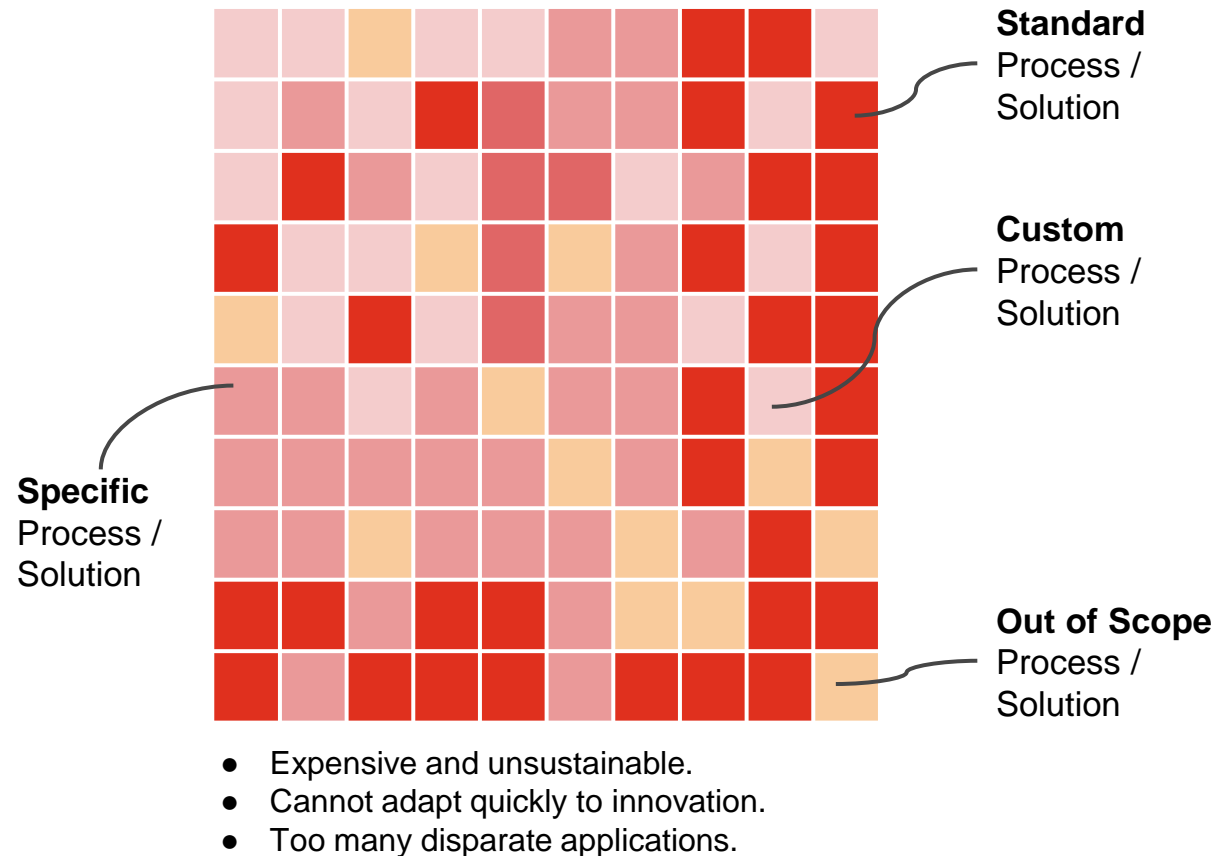 Standard
Process /
Solution
Custom
Process /
Solution
Specific
Process /
Solution
Out of Scope
Process /
Solution
● Expensive and unsustainable.
● Cannot adapt quickly to innovation.
● Too many disparate applications.